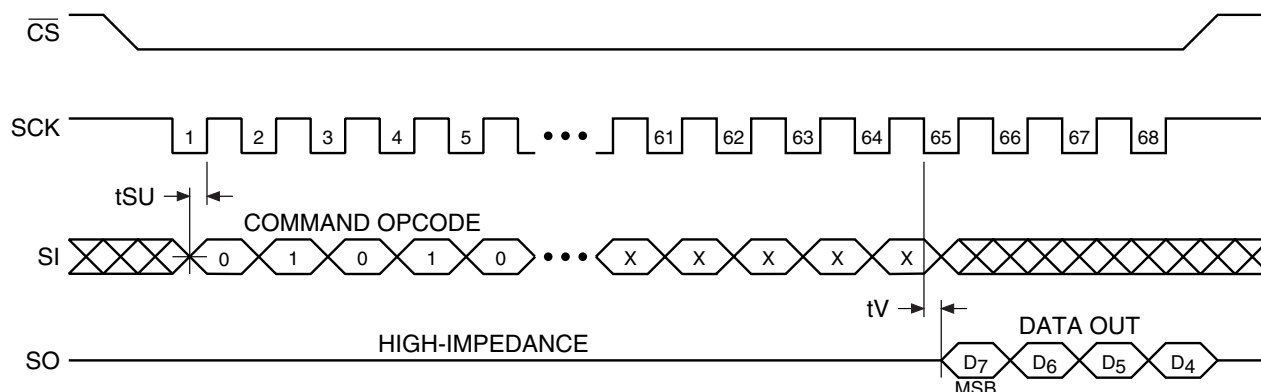 CS
SCK 1 2 3 4 5 ••• 61 62 63 64 65 66 67 68
tSU
COMMAND OPCODE
SI 0 1 0 1 0 ••• X X X X X
tV
HIGH-IMPEDANCE
DATA OUT
SO D7 D6 D5 D4
MSB